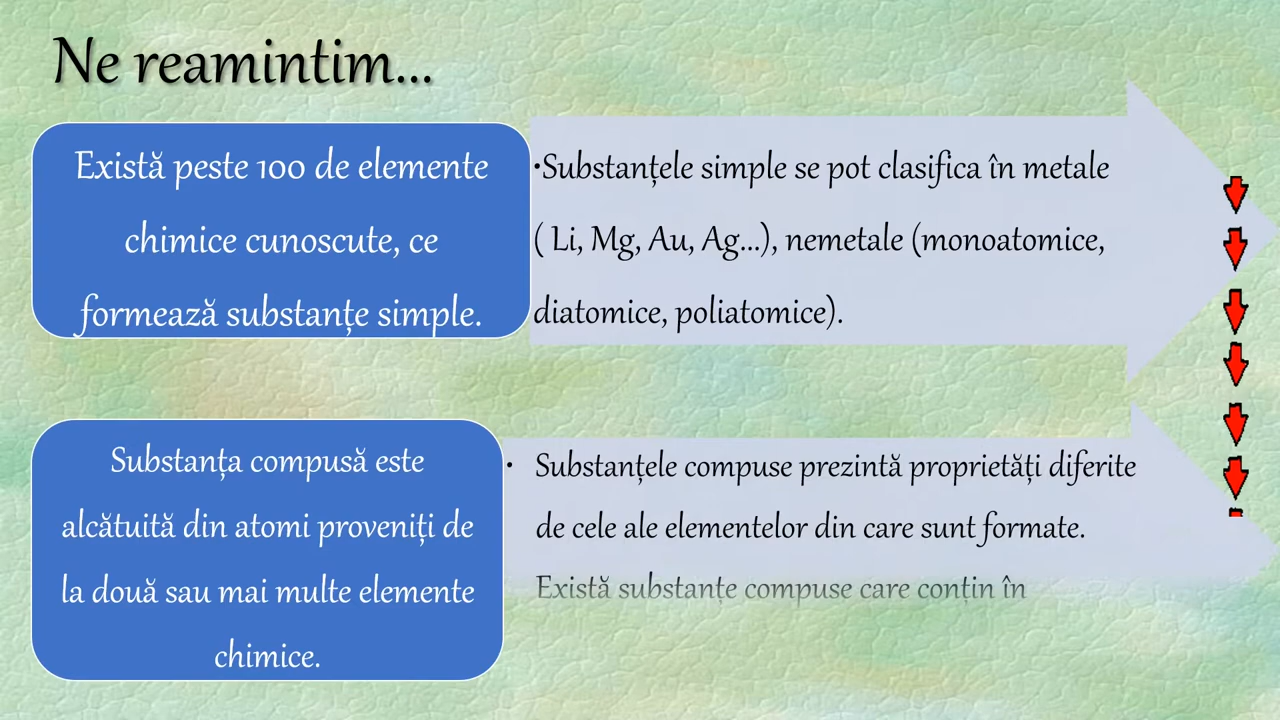 Ne reamintim...
Există peste 100 de elemente
chimice cunoscute, ce
formează substanțe simple.
•Substanțele simple se pot clasifica în metale
( Li, Mg, Au, Ag...), nemetale (monoatomice,
diatomice, poliatomice).
Substanța compusă este
alcătuită din atomi proveniți de
la două sau mai multe elemente
chimice.
• Substanțele compuse prezintă proprietăți diferite
de cele ale elementelor din care sunt formate.
Există substanțe compuse care conțin în